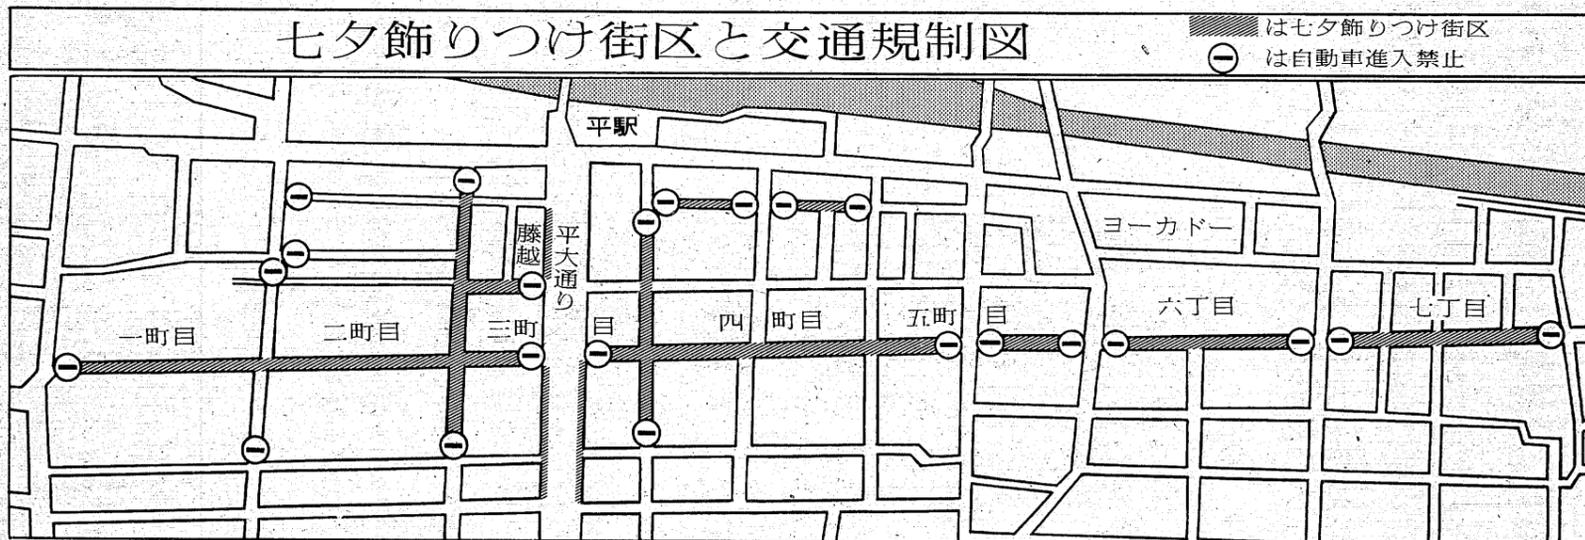 七夕飾りつけ街区と交通規制図
は七夕飾りつけ街区
は自動車進入禁止
平駅
藤越
平大通り
ヨーカドー
一町目
二町目
三町目
四町目
五町目
六丁目
七丁目